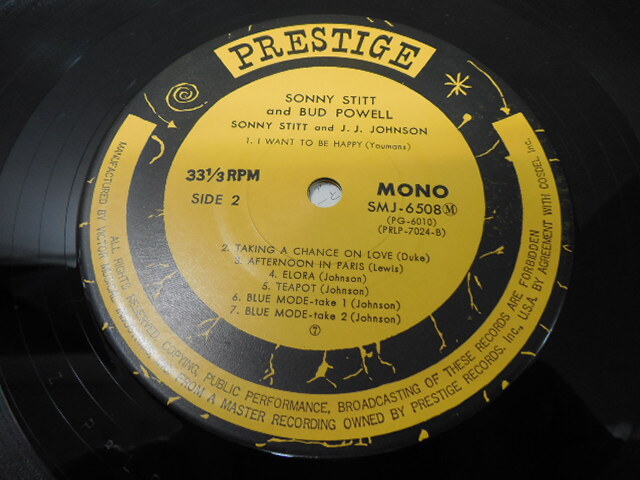 PRESTIGE
SONNY STITT
and BUD POWELL
SONNY STITT and J. J. JOHNSON
1. I WANT TO BE HAPPY (Youmans)
33 1/3 RPM
SIDE 2
MONO
SMJ-6508 Ⓜ
(PG-6010)
(PRLP-7024-B)
2. TAKING A CHANCE ON LOVE (Duke)
3. AFTERNOON IN PARIS (Lewis)
4. ELORA (Johnson)
5. TEAPOT (Johnson)
6. BLUE MODE-take 1 (Johnson)
7. BLUE MODE-take 2 (Johnson)
⑦
MANUFACTURED BY VICTOR
FROM A MASTER RECORDING OWNED BY PRESTIGE RECORDS. Inc., U.S.A. BY AGREEMENT WITH COSDEL Inc.
ALL RIGHTS RESERVED. COPYING, PUBLIC PERFORMANCE, BROADCASTING OF THESE RECORDS ARE FORBIDDEN